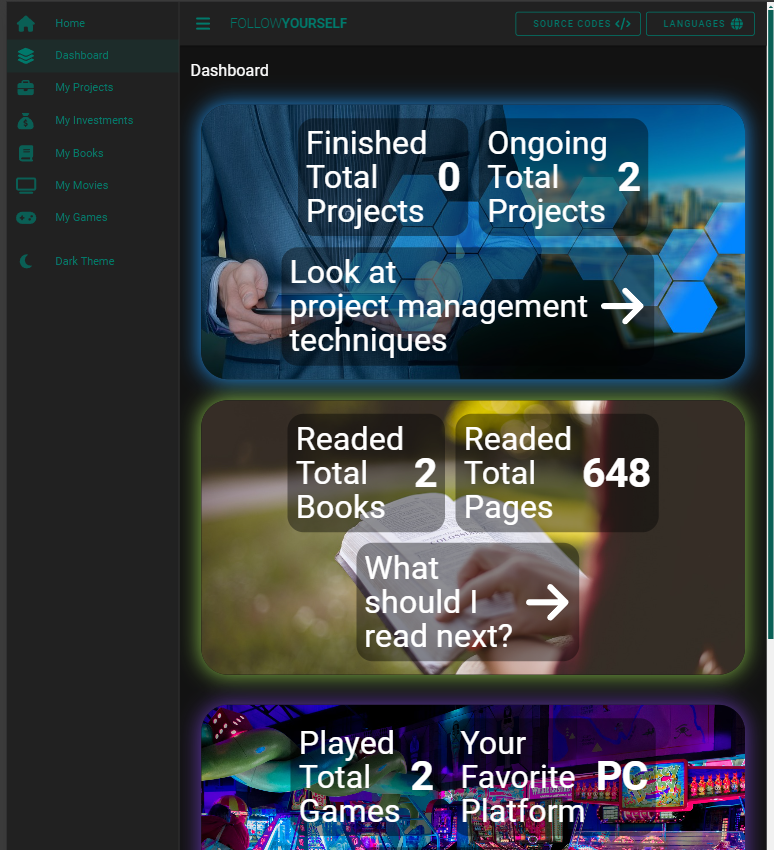 Home
Dashboard
My Projects
My Investments
My Books
My Movies
My Games
Dark Theme
FOLLOWYOURSELF
SOURCE CODES </>
LANGUAGES
Dashboard
Finished
Total
Projects
0
Ongoing
Total
Projects
2
Look at
project management
techniques
Readed
Total
Books
2
Readed
Total
Pages
648
What
should I
read next?
Played
Total
Games
2
Your
Favorite
Platform
PC